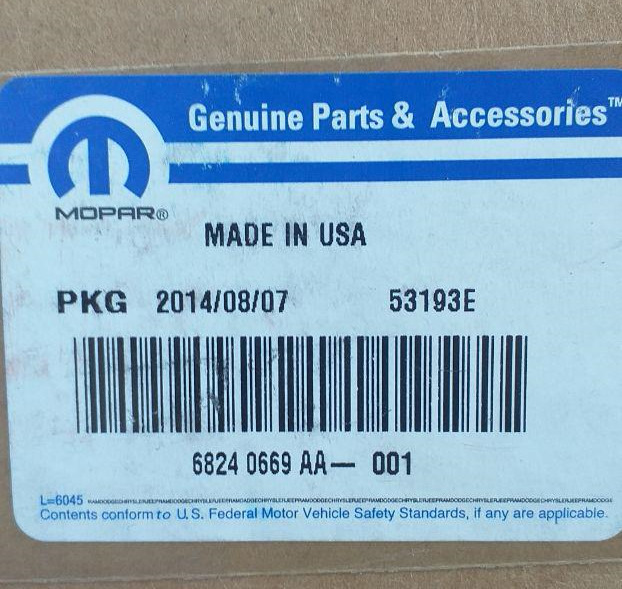 Genuine Parts & Accessories™
MOPAR®
MADE IN USA
PKG 2014/08/07 53193E
6824 0669 AA— 001
L=6045
Contents conform to U.S. Federal Motor Vehicle Safety Standards, if any are applicable.